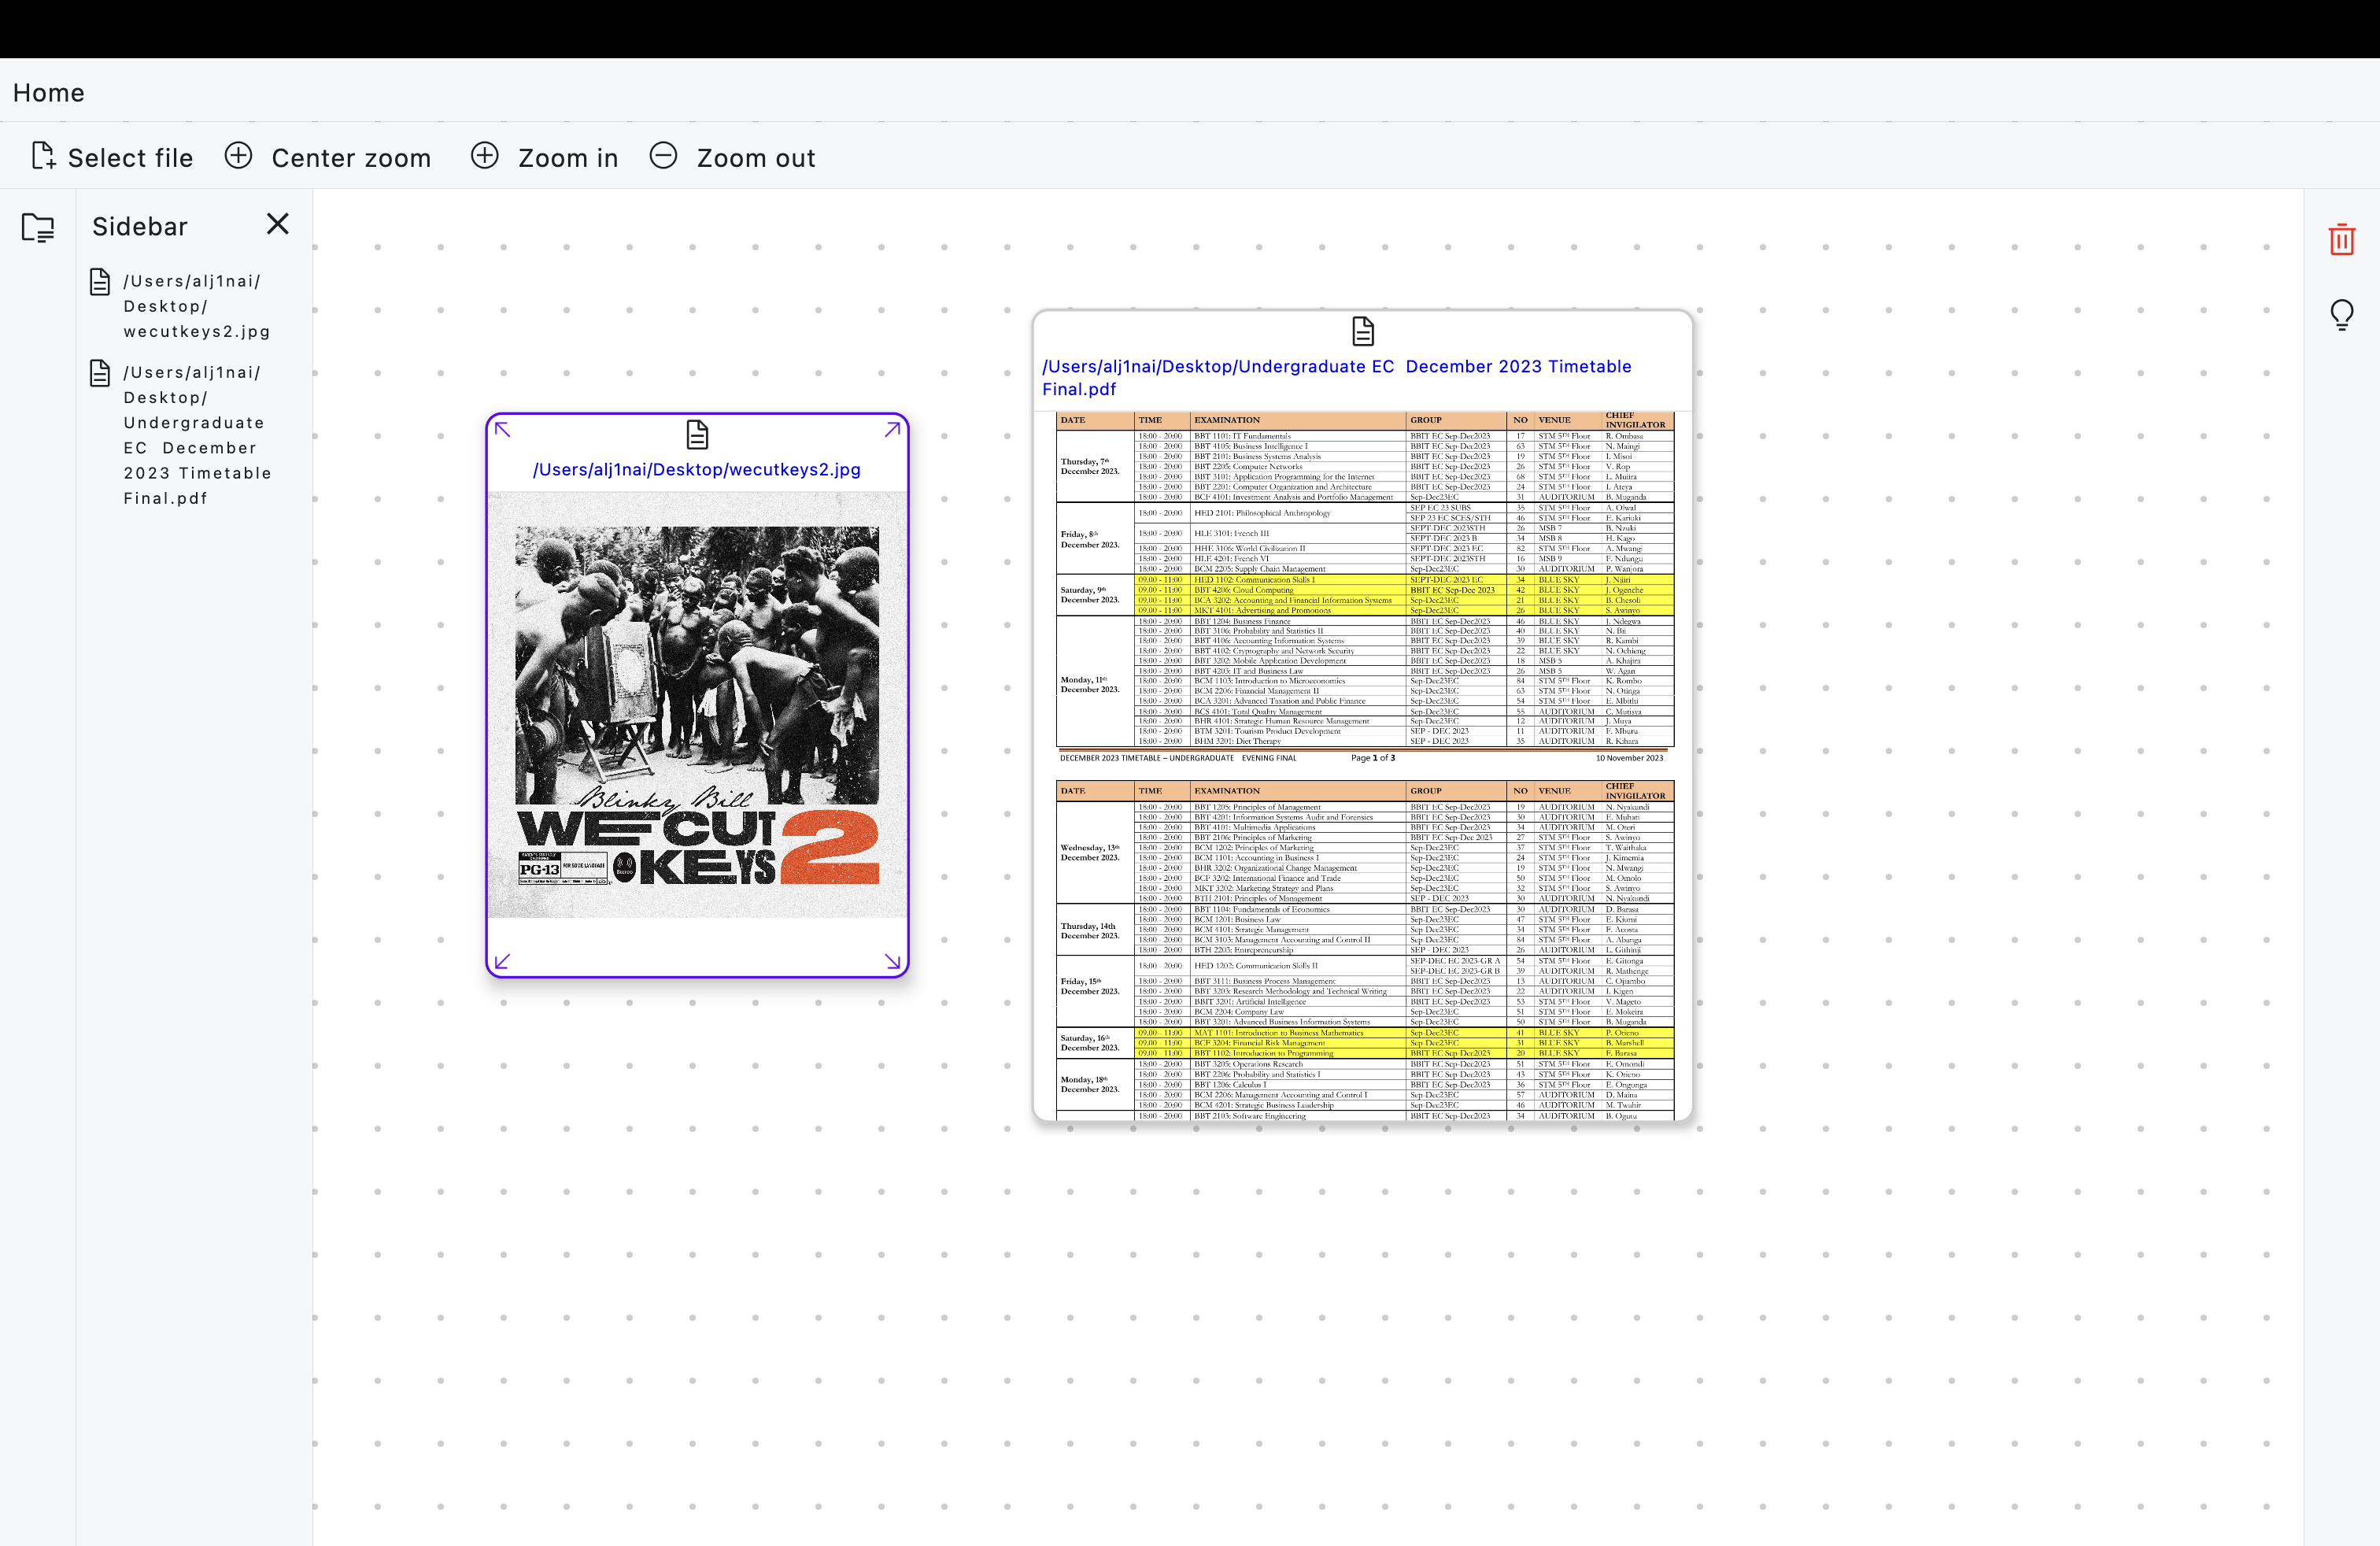 Home
Select file Center zoom Zoom in Zoom out
Sidebar
/Users/alj1nai/
Desktop/
wecutkeys2.jpg
/Users/alj1nai/
Desktop/
Undergraduate
EC December
2023 Timetable
Final.pdf
/Users/alj1nai/Desktop/wecutkeys2.jpg
Blinky Bill
WE CUT
KEYS 2
PG-13
FOR SOME LANGUAGE
/Users/alj1nai/Desktop/Undergraduate EC December 2023 Timetable
Final.pdf
DATE TIME EXAMINATION GROUP NO VENUE CHIEF INVIGILATOR
Thursday, 7th December 2023.
18:00 - 20:00 BBT 1101: IT Fundamentals BBIT EC Sep-Dec2023 17 STM 5TH Floor R. Ombasa
18:00 - 20:00 BBT 4105: Business Intelligence I BBIT EC Sep-Dec2023 63 STM 5TH Floor N. Maingi
18:00 - 20:00 BBT 2101: Business Systems Analysis BBIT EC Sep-Dec2023 19 STM 5TH Floor I. Misoi
18:00 - 20:00 BBT 2205: Computer Networks BBIT EC Sep-Dec2023 26 STM 5TH Floor V. Rop
18:00 - 20:00 BBT 3101: Application Programming for the Internet BBIT EC Sep-Dec2023 68 STM 5TH Floor L. Mujira
18:00 - 20:00 BBT 2201: Computer Organization and Architecture BBIT EC Sep-Dec2023 24 STM 5TH Floor I. Ateya
18:00 - 20:00 BCF 4101: Investment Analysis and Portfolio Management Sep-Dec23EC 31 AUDITORIUM B. Muganda
Friday, 8th December 2023.
18:00 - 20:00 HED 2101: Philosophical Anthropology SEP EC 23 SUBS 35 STM 5TH Floor A. Olwal
SEP 23 EC SCES/STH 46 STM 5TH Floor E. Kariuki
18:00 - 20:00 HLE 3101: French III SEPT-DEC 2023STH 26 MSB 7 B. Nzuki
SEPT-DEC 2023 B 34 MSB 8 H. Kago
18:00 - 20:00 HHE 3106: World Civilization II SEPT-DEC 2023 EC 82 STM 5TH Floor A. Mwangi
18:00 - 20:00 HLE 4201: French VI SEPT-DEC 2023STH 16 MSB 9 F. Ndungu
18:00 - 20:00 BCM 2205: Supply Chain Management Sep-Dec23EC 30 AUDITORIUM P. Wanjora
Saturday, 9th December 2023.
09.00 - 11:00 HED 1102: Communication Skills I SEPT-DEC 2023 EC 34 BLUE SKY J. Njiiri
09.00 - 11:00 BBT 4206: Cloud Computing BBIT EC Sep-Dec 2023 42 BLUE SKY J. Ogenche
09.00 - 11:00 BCA 3202: Accounting and Financial Information Systems Sep-Dec23EC 21 BLUE SKY B. Chesoli
09.00 - 11:00 MKT 4101: Advertising and Promotions Sep-Dec23EC 26 BLUE SKY S. Awinyo
Monday, 11th December 2023.
18:00 - 20:00 BBT 1204: Business Finance BBIT EC Sep-Dec2023 46 BLUE SKY J. Ndegwa
18:00 - 20:00 BBT 3106: Probability and Statistics II BBIT EC Sep-Dec2023 40 BLUE SKY N. Bii
18:00 - 20:00 BBT 4106: Accounting Information Systems BBIT EC Sep-Dec2023 39 BLUE SKY R. Kambi
18:00 - 20:00 BBT 4102: Cryptography and Network Security BBIT EC Sep-Dec2023 22 BLUE SKY N. Ochieng
18:00 - 20:00 BBT 3202: Mobile Application Development BBIT EC Sep-Dec2023 18 MSB 5 A. Khajira
18:00 - 20:00 BBT 4203: IT and Business Law BBIT EC Sep-Dec2023 26 MSB 5 W. Agan
18:00 - 20:00 BCM 1103: Introduction to Microeconomics Sep-Dec23EC 84 STM 5TH Floor K. Rombo
18:00 - 20:00 BCM 2206: Financial Management II Sep-Dec23EC 63 STM 5TH Floor N. Otinga
18:00 - 20:00 BCA 3201: Advanced Taxation and Public Finance Sep-Dec23EC 54 STM 5TH Floor E. Mbithi
18:00 - 20:00 BCS 4101: Total Quality Management Sep-Dec23EC 55 AUDITORIUM C. Mutisya
18:00 - 20:00 BHR 4101: Strategic Human Resource Management Sep-Dec23EC 12 AUDITORIUM J. Muya
18:00 - 20:00 BTM 3201: Tourism Product Development SEP - DEC 2023 11 AUDITORIUM F. Mburu
18:00 - 20:00 BHM 3201: Diet Therapy SEP - DEC 2023 35 AUDITORIUM R. Kihara
DECEMBER 2023 TIMETABLE – UNDERGRADUATE EVENING FINAL Page 1 of 3 10 November 2023
DATE TIME EXAMINATION GROUP NO VENUE CHIEF INVIGILATOR
Wednesday, 13th December 2023.
18:00 - 20:00 BBT 1205: Principles of Management BBIT EC Sep-Dec2023 19 AUDITORIUM N. Nyakundi
18:00 - 20:00 BBT 4201: Information Systems Audit and Forensics BBIT EC Sep-Dec2023 30 AUDITORIUM E. Muhati
18:00 - 20:00 BBT 4101: Multimedia Applications BBIT EC Sep-Dec2023 34 AUDITORIUM M. Oteri
18:00 - 20:00 BBT 2106: Principles of Marketing BBIT EC Sep-Dec 2023 27 STM 5TH Floor S. Awinyo
18:00 - 20:00 BCM 1202: Principles of Marketing Sep-Dec23EC 37 STM 5TH Floor T. Waithaka
18:00 - 20:00 BCM 1101: Accounting in Business I Sep-Dec23EC 24 STM 5TH Floor J. Kimemia
18:00 - 20:00 BHR 3202: Organizational Change Management Sep-Dec23EC 19 STM 5TH Floor N. Mwangi
18:00 - 20:00 BCF 3202: International Finance and Trade Sep-Dec23EC 50 STM 5TH Floor M. Omolo
18:00 - 20:00 MKT 3202: Marketing Strategy and Plans Sep-Dec23EC 32 STM 5TH Floor S. Awinyo
18:00 - 20:00 BTH 2101: Principles of Management SEP - DEC 2023 30 AUDITORIUM N. Nyakundi
Thursday, 14th December 2023.
18:00 - 20:00 BBT 1104: Fundamentals of Economics BBIT EC Sep-Dec2023 30 AUDITORIUM D. Barasa
18:00 - 20:00 BCM 1201: Business Law Sep-Dec23EC 47 STM 5TH Floor E. Kiumi
18:00 - 20:00 BCM 4101: Strategic Management Sep-Dec23EC 34 STM 5TH Floor F. Acosta
18:00 - 20:00 BCM 3103: Management Accounting and Control II Sep-Dec23EC 84 STM 5TH Floor A. Abanga
18:00 - 20:00 BTH 2203: Entrepreneurship SEP - DEC 2023 26 AUDITORIUM L. Githinji
Friday, 15th December 2023.
18:00 - 20:00 HED 1202: Communication Skills II SEP-DEC EC 2023-GR A 54 STM 5TH Floor E. Gitonga
SEP-DEC EC 2023-GR B 39 AUDITORIUM R. Mathenge
18:00 - 20:00 BBT 3111: Business Process Management BBIT EC Sep-Dec2023 13 AUDITORIUM C. Ojiambo
18:00 - 20:00 BBT 3203: Research Methodology and Technical Writing BBIT EC Sep-Dec2023 22 AUDITORIUM I. Kigen
18:00 - 20:00 BBIT 3201: Artificial Intelligence BBIT EC Sep-Dec2023 53 STM 5TH Floor V. Mageto
18:00 - 20:00 BCM 2204: Company Law Sep-Dec23EC 51 STM 5TH Floor E. Mokeira
18:00 - 20:00 BBT 3201: Advanced Business Information Systems Sep-Dec23EC 50 STM 5TH Floor B. Muganda
Saturday, 16th December 2023.
09.00 - 11:00 MAT 1101: Introduction to Business Mathematics Sep-Dec23EC 41 BLUE SKY P. Otieno
09.00 - 11:00 BCF 3204: Financial Risk Management Sep-Dec23EC 31 BLUE SKY B. Marshell
09.00 - 11:00 BBT 1102: Introduction to Programming BBIT EC Sep-Dec2023 20 BLUE SKY F. Barasa
Monday, 18th December 2023.
18:00 - 20:00 BBT 3205: Operations Research BBIT EC Sep-Dec2023 51 STM 5TH Floor E. Omondi
18:00 - 20:00 BBT 2206: Probability and Statistics I BBIT EC Sep-Dec2023 43 STM 5TH Floor K. Otieno
18:00 - 20:00 BBT 1206: Calculus I BBIT EC Sep-Dec2023 36 STM 5TH Floor E. Ongonga
18:00 - 20:00 BCM 2206: Management Accounting and Control I Sep-Dec23EC 57 AUDITORIUM D. Maina
18:00 - 20:00 BCM 4201: Strategic Business Leadership Sep-Dec23EC 46 AUDITORIUM M. Twahir
18:00 - 20:00 BBT 2103: Software Engineering BBIT EC Sep-Dec2023 34 AUDITORIUM B. Ogutu